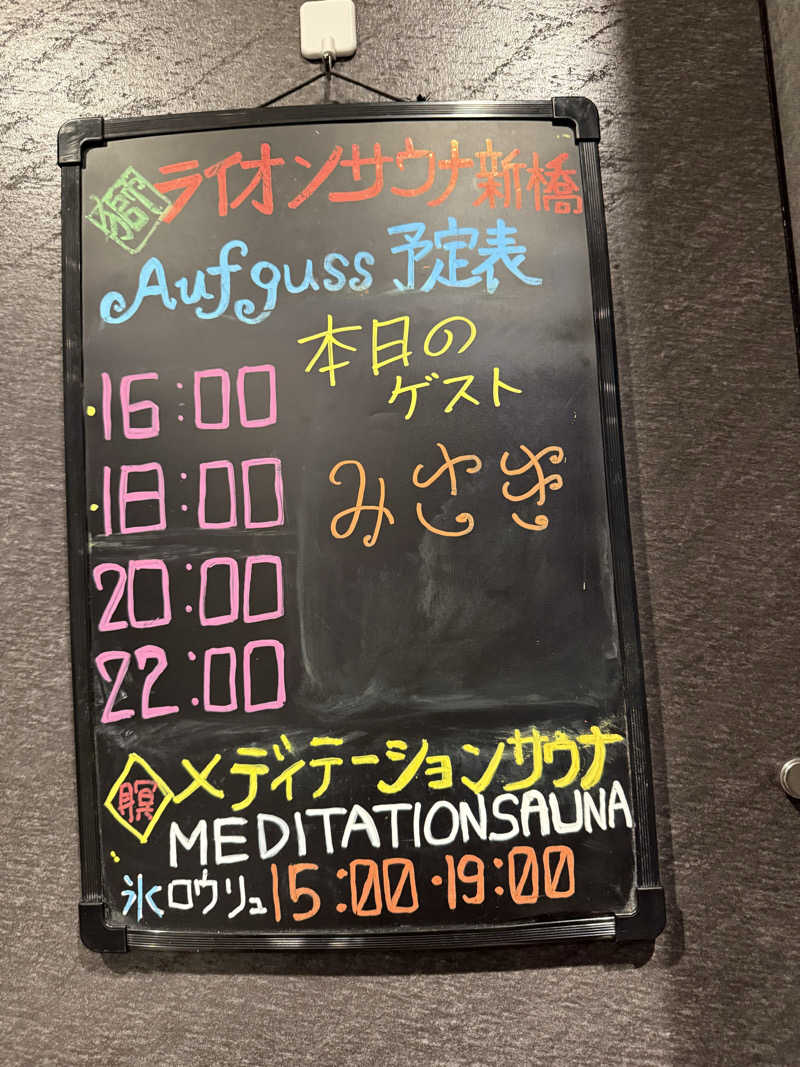 獅 ライオンサウナ新橋
Aufguss 予定表
本日の
ゲスト
みさき
16:00
18:00
20:00
22:00
瞑 メディテーションサウナ
MEDITATIONSAUNA
氷ロウリュ 15:00・19:00